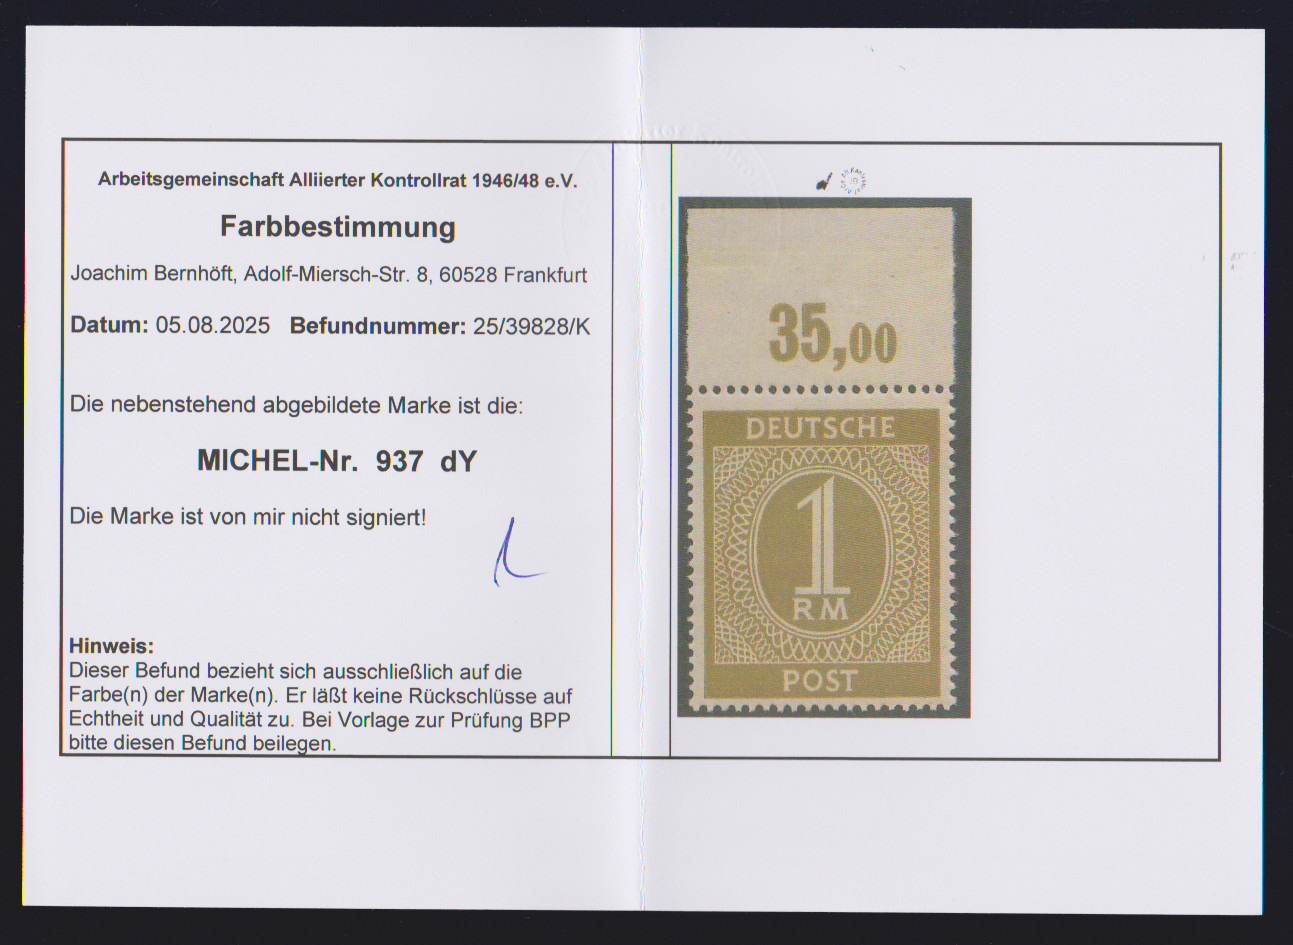 Arbeitsgemeinschaft Alliierter Kontrollrat 1946/48 e.V.
Farbbestimmung
Joachim Bernhöft, Adolf-Miersch-Str. 8, 60528 Frankfurt
Datum: 05.08.2025 Befundnummer: 25/39828/K
Die nebenstehend abgebildete Marke ist die:
MICHEL-Nr. 937 dY
Die Marke ist von mir nicht signiert!
Hinweis:
Dieser Befund bezieht sich ausschließlich auf die
Farbe(n) der Marke(n). Er läßt keine Rückschlüsse auf
Echtheit und Qualität zu. Bei Vorlage zur Prüfung BPP
bitte diesen Befund beilegen.
35,00
DEUTSCHE
1
RM
POST